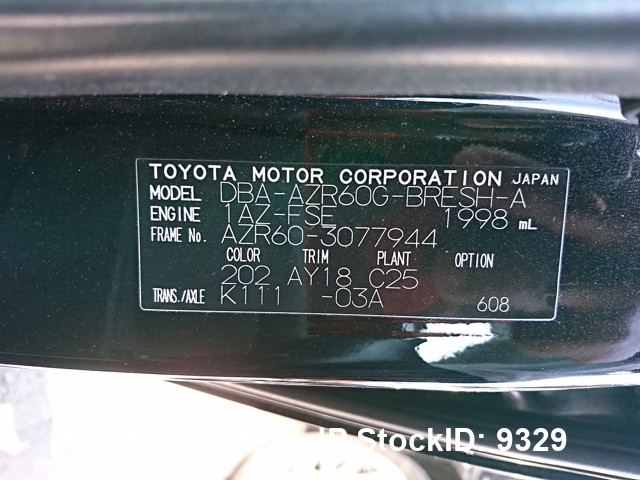 TOYOTA MOTOR CORPORATION JAPAN
MODEL DBA-AZR60G-BRESH-A
ENGINE 1AZ-FSE 1998 mL
FRAME No. AZR60-3077944
COLOR TRIM PLANT OPTION
202 AY18 C25
TRANS./AXLE K111 -03A 608
JP StockID: 9329